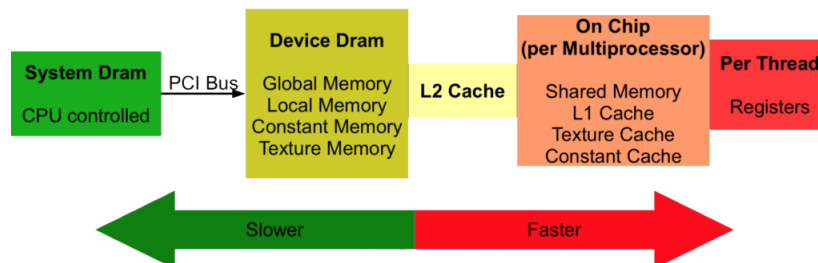 System Dram
CPU controlled
PCI Bus
Device Dram
Global Memory
Local Memory
Constant Memory
Texture Memory
L2 Cache
On Chip
(per Multiprocessor)
Shared Memory
L1 Cache
Texture Cache
Constant Cache
Per Thread
Registers
Slower
Faster